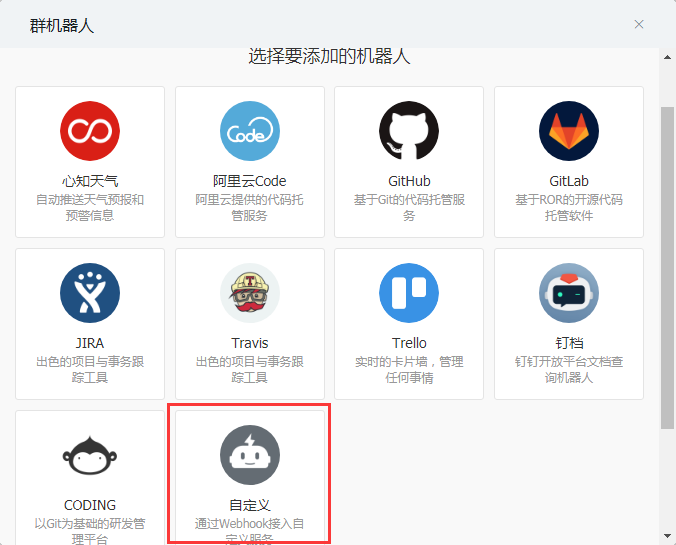 群机器人
选择要添加的机器人
心知天气
自动推送天气预报和
预警信息
阿里云Code
阿里云提供的代码托
管服务
GitHub
基于Git的代码托管服
务
GitLab
基于ROR的开源代码
托管软件
JIRA
出色的项目与事务跟
踪工具
Travis
出色的项目与事务跟
踪工具
Trello
实时的卡片墙，管理
任何事情
钉档
钉钉开放平台文档查
询机器人
CODING
以Git为基础的研发管
理平台
自定义
通过Webhook接入自
定义服务